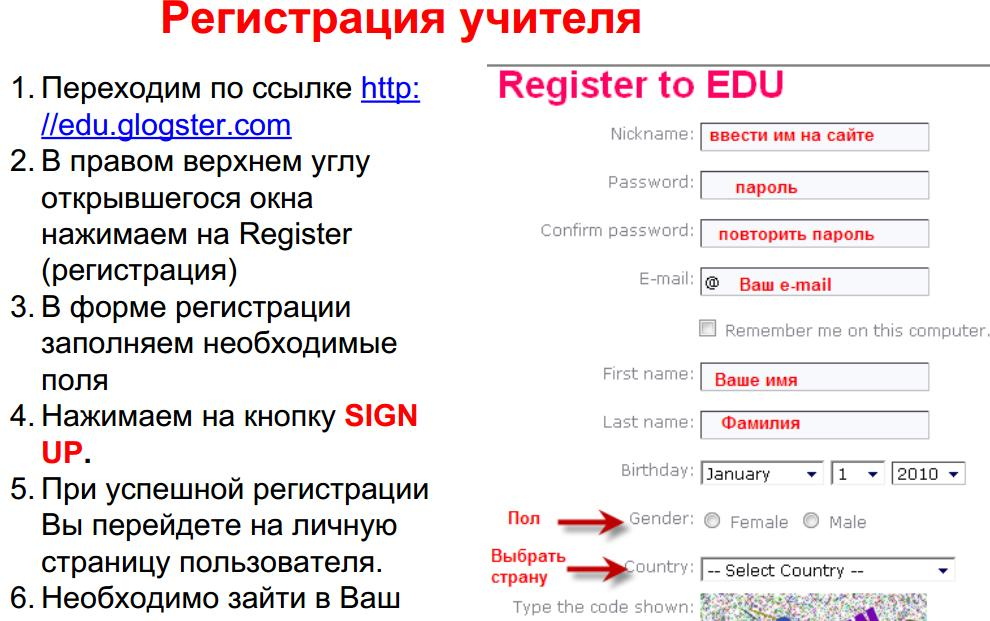 Регистрация учителя
1. Переходим по ссылке http:
//edu.glogster.com
2. В правом верхнем углу
открывшегося окна
нажимаем на Register
(регистрация)
3. В форме регистрации
заполняем необходимые
поля
4. Нажимаем на кнопку SIGN
UP.
5. При успешной регистрации
Вы перейдете на личную
страницу пользователя.
6. Необходимо зайти в Ваш
Register to EDU
Nickname: ввести им на сайте
Password: пароль
Confirm password: повторить пароль
E-mail: @ Ваш e-mail
Remember me on this computer.
First name: Ваше имя
Last name: Фамилия
Birthday: January 1 2010
Пол Gender: Female Male
Выбрать
страну Country: -- Select Country --
Type the code shown: